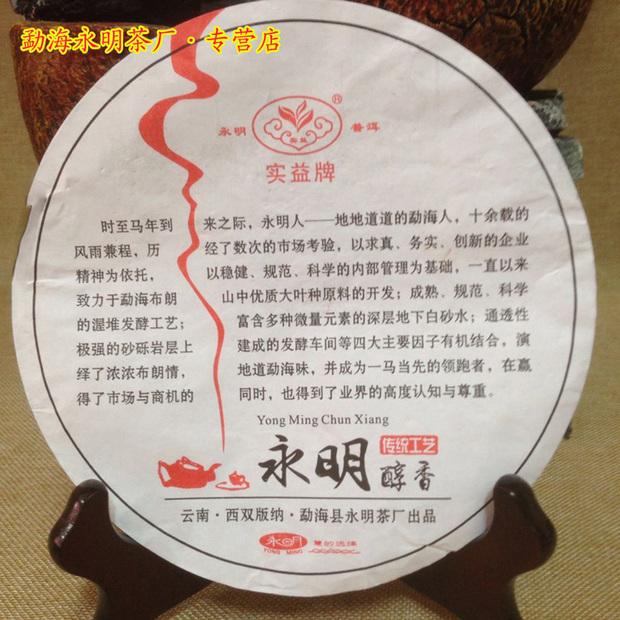 勐海永明茶厂·专营店
R
永明
普洱
实益
实益牌
时至马年到来之际，永明人——地地道道的勐海人，十余载的
风雨兼程，历经了数次的市场考验，以求真、务实、创新的企业
精神为依托，以稳健、规范、科学的内部管理为基础，一直以来
致力于勐海布朗山中优质大叶种原料的开发；成熟、规范、科学
的渥堆发酵工艺；富含多种微量元素的深层地下白砂水；通透性
极强的砂砾岩层上建成的发酵车间等四大主要因子有机结合，演
绎了浓浓布朗情，地道勐海味，并成为一马当先的领跑者，在赢
得了市场与商机的同时，也得到了业界的高度认知与尊重。
Yong Ming Chun Xiang
永明
传统工艺
醇香
云南·西双版纳·勐海县永明茶厂出品
永明
YONG MING
慧的选择